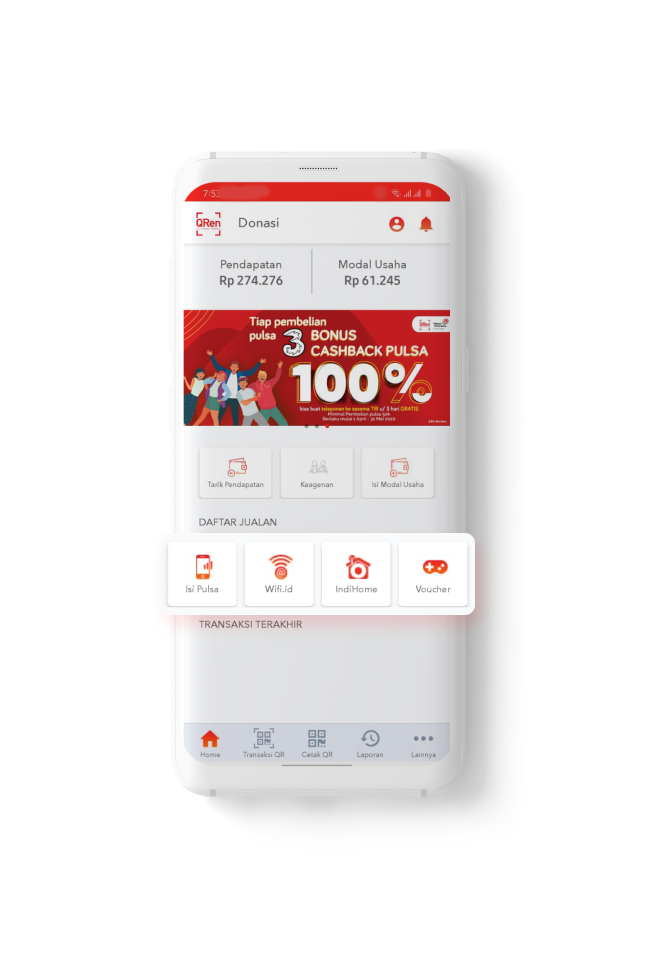 7:53
QRen
Donasi
Pendapatan
Rp 274.276
Modal Usaha
Rp 61.245
Tiap pembelian
pulsa 3 BONUS
CASHBACK PULSA
100%
bisa buat teleponan ke sesama TRI s/d 3 hari GRATIS
Minimal Pembelian pulsa 50K
Berlaku mulai 1 April - 31 Mei 2020
Tarik Pendapatan
Keagenan
Isi Modal Usaha
DAFTAR JUALAN
Isi Pulsa
Wifi.id
IndiHome
Voucher
TRANSAKSI TERAKHIR
Home
Transaksi QR
Cetak QR
Laporan
Lainnya